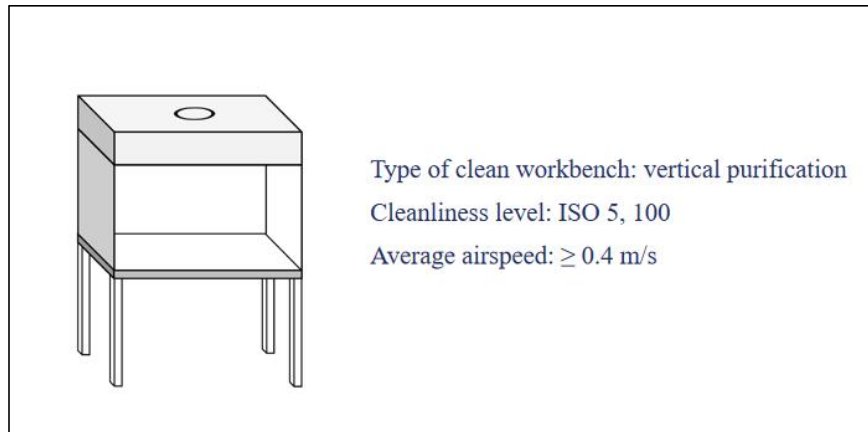 Type of clean workbench: vertical purification
Cleanliness level: ISO 5, 100
Average airspeed: ≥ 0.4 m/s